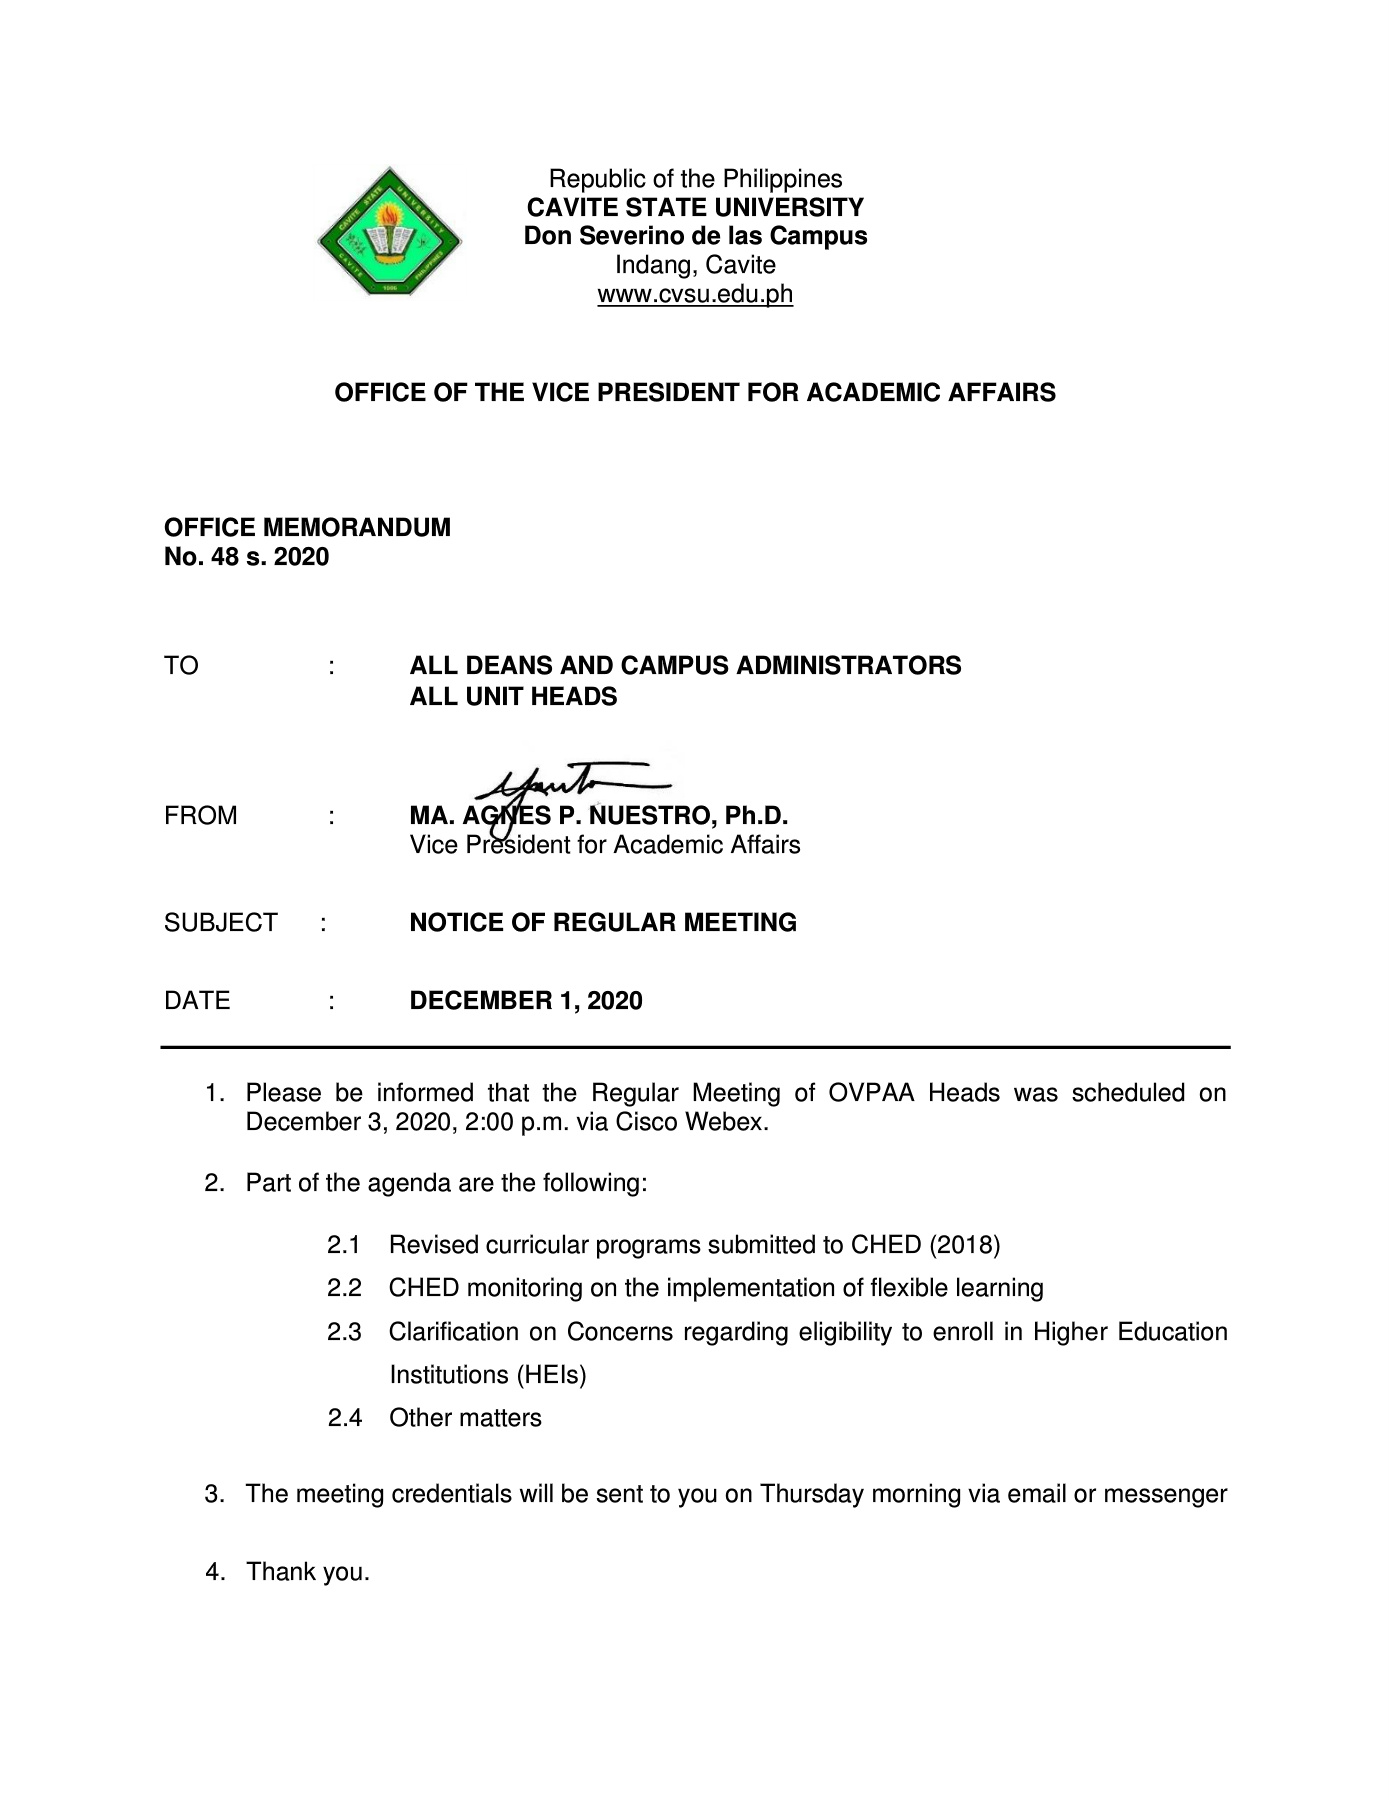 CAVITE STATE UNIVERSITY
CAVITE PHILIPPINES
1906
Republic of the Philippines
CAVITE STATE UNIVERSITY
Don Severino de las Campus
Indang, Cavite
www.cvsu.edu.ph
OFFICE OF THE VICE PRESIDENT FOR ACADEMIC AFFAIRS
OFFICE MEMORANDUM
No. 48 s. 2020
TO : ALL DEANS AND CAMPUS ADMINISTRATORS
ALL UNIT HEADS
FROM : MA. AGNES P. NUESTRO, Ph.D.
Vice President for Academic Affairs
SUBJECT : NOTICE OF REGULAR MEETING
DATE : DECEMBER 1, 2020
1. Please be informed that the Regular Meeting of OVPAA Heads was scheduled on
December 3, 2020, 2:00 p.m. via Cisco Webex.
2. Part of the agenda are the following:
2.1 Revised curricular programs submitted to CHED (2018)
2.2 CHED monitoring on the implementation of flexible learning
2.3 Clarification on Concerns regarding eligibility to enroll in Higher Education
Institutions (HEIs)
2.4 Other matters
3. The meeting credentials will be sent to you on Thursday morning via email or messenger
4. Thank you.